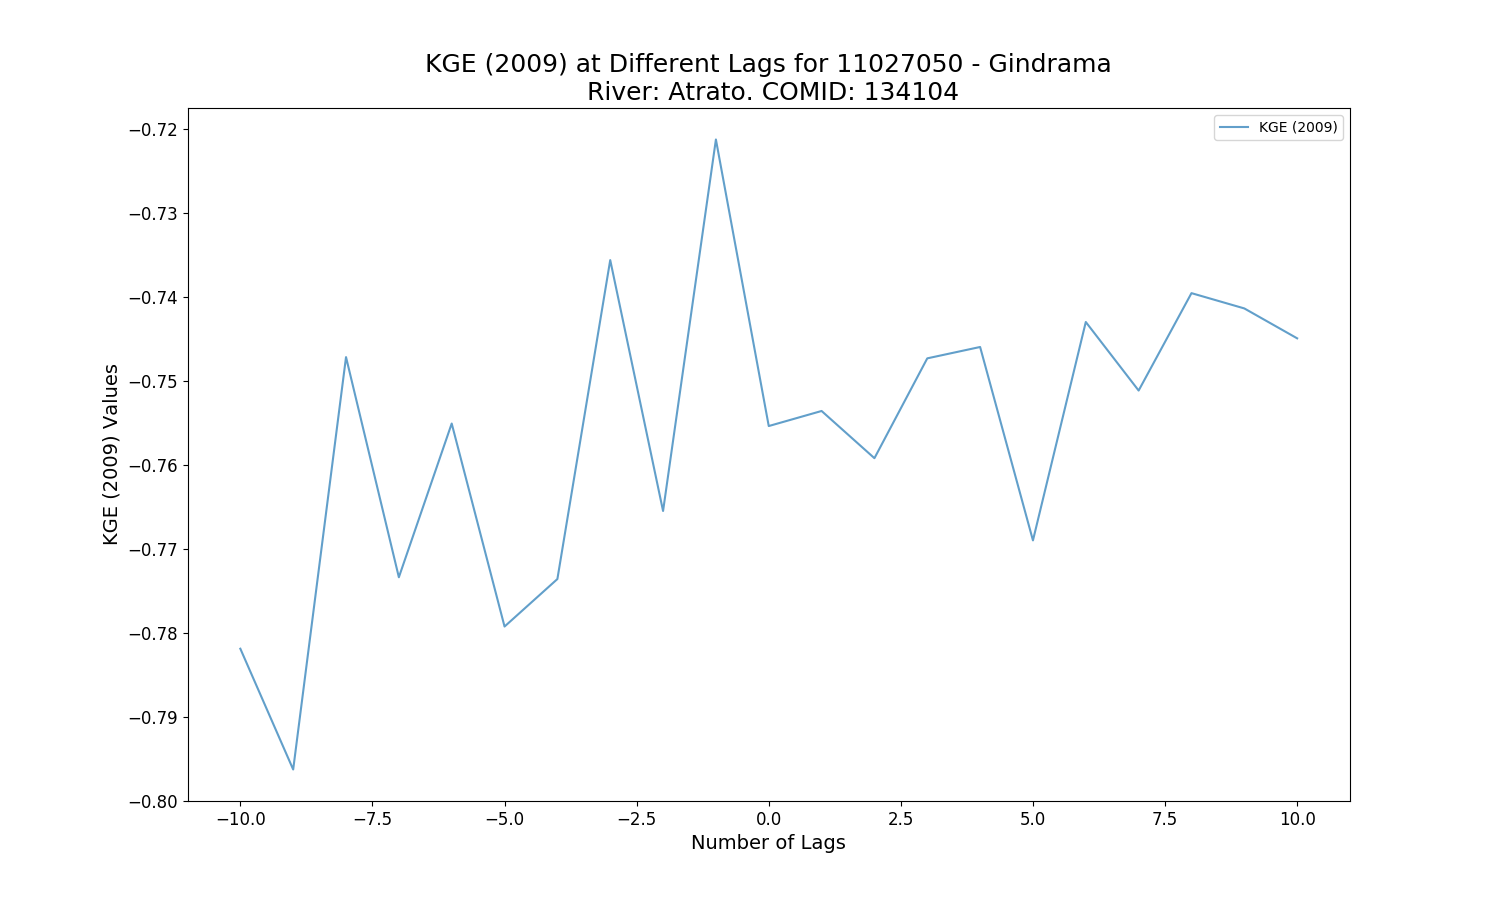 KGE (2009) at Different Lags for 11027050 - Gindrama
River: Atrato. COMID: 134104
KGE (2009)
−0.72
−0.73
−0.74
−0.75
−0.76
−0.77
−0.78
−0.79
−0.80
KGE (2009) Values
−10.0 −7.5 −5.0 −2.5 0.0 2.5 5.0 7.5 10.0
Number of Lags